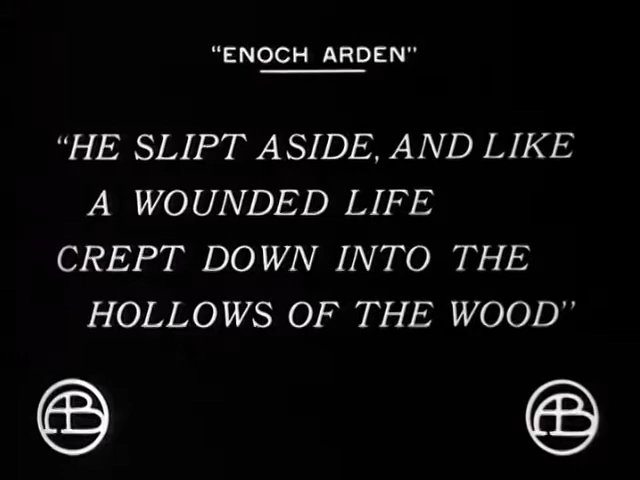 "ENOCH ARDEN"
"HE SLIPT ASIDE, AND LIKE
A WOUNDED LIFE
CREPT DOWN INTO THE
HOLLOWS OF THE WOOD"
AB AB